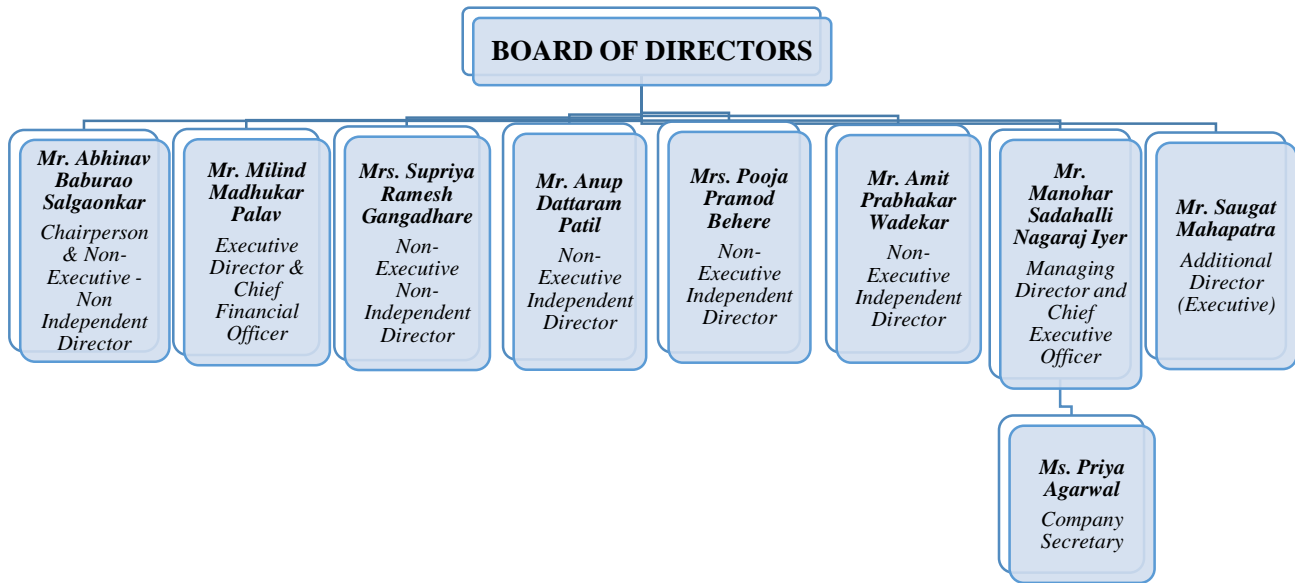 BOARD OF DIRECTORS
Mr. Abhinav
Baburao
Salgaonkar
Chairperson
& Non-
Executive -
Non
Independent
Director
Mr. Milind
Madhukar
Palav
Executive
Director &
Chief
Financial
Officer
Mrs. Supriya
Ramesh
Gangadhare
Non-
Executive
Non-
Independent
Director
Mr. Anup
Dattaram
Patil
Non-
Executive
Independent
Director
Mrs. Pooja
Pramod
Behere
Non-
Executive
Independent
Director
Mr. Amit
Prabhakar
Wadekar
Non-
Executive
Independent
Director
Mr.
Manohar
Sadahalli
Nagaraj Iyer
Managing
Director and
Chief
Executive
Officer
Mr. Saugat
Mahapatra
Additional
Director
(Executive)
Ms. Priya
Agarwal
Company
Secretary